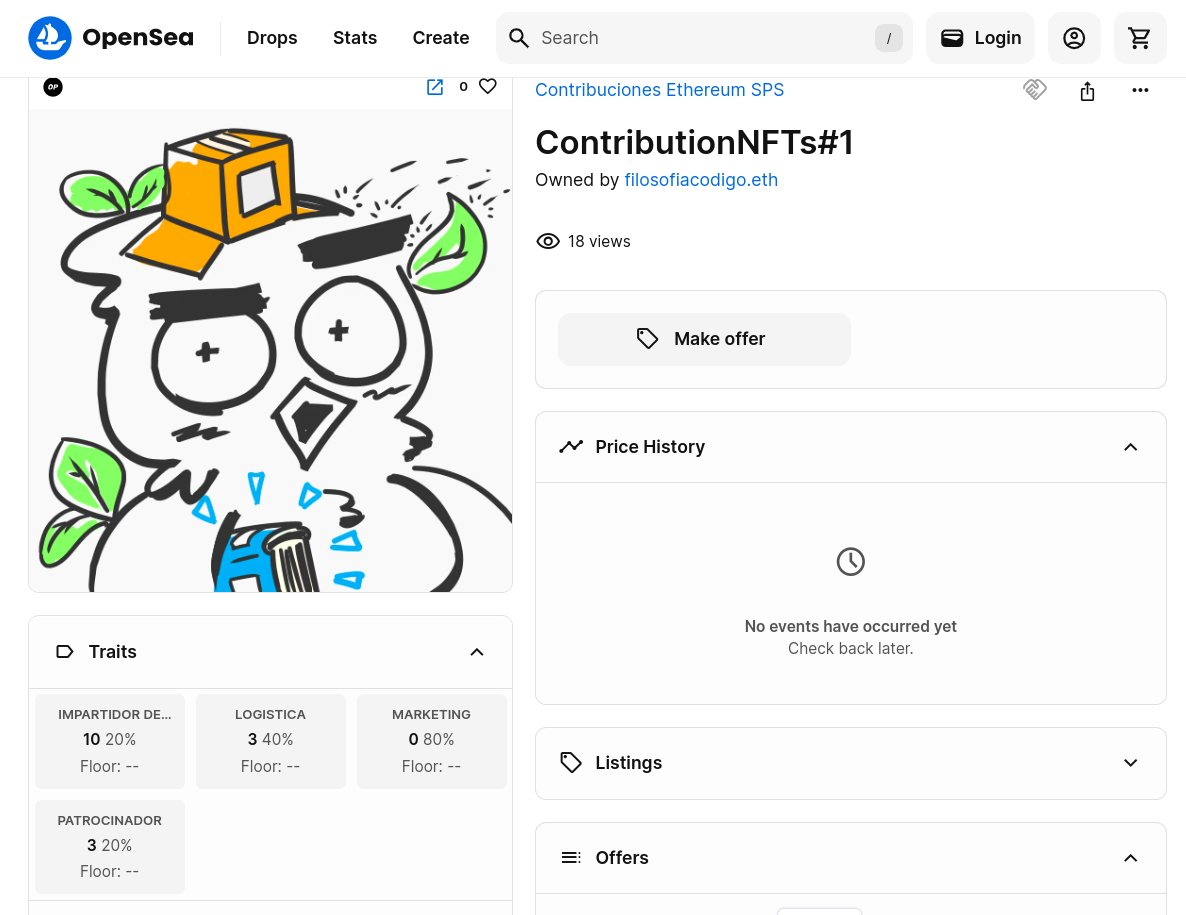 OpenSea
Drops
Stats
Create
Search
/
Login
OP
0
Contribuciones Ethereum SPS
ContributionNFTs#1
Owned by filosofiacodigo.eth
18 views
Make offer
Price History
No events have occurred yet
Check back later.
Traits
IMPARTIDOR DE...
10 20%
Floor: --
LOGISTICA
3 40%
Floor: --
MARKETING
0 80%
Floor: --
PATROCINADOR
3 20%
Floor: --
Listings
Offers